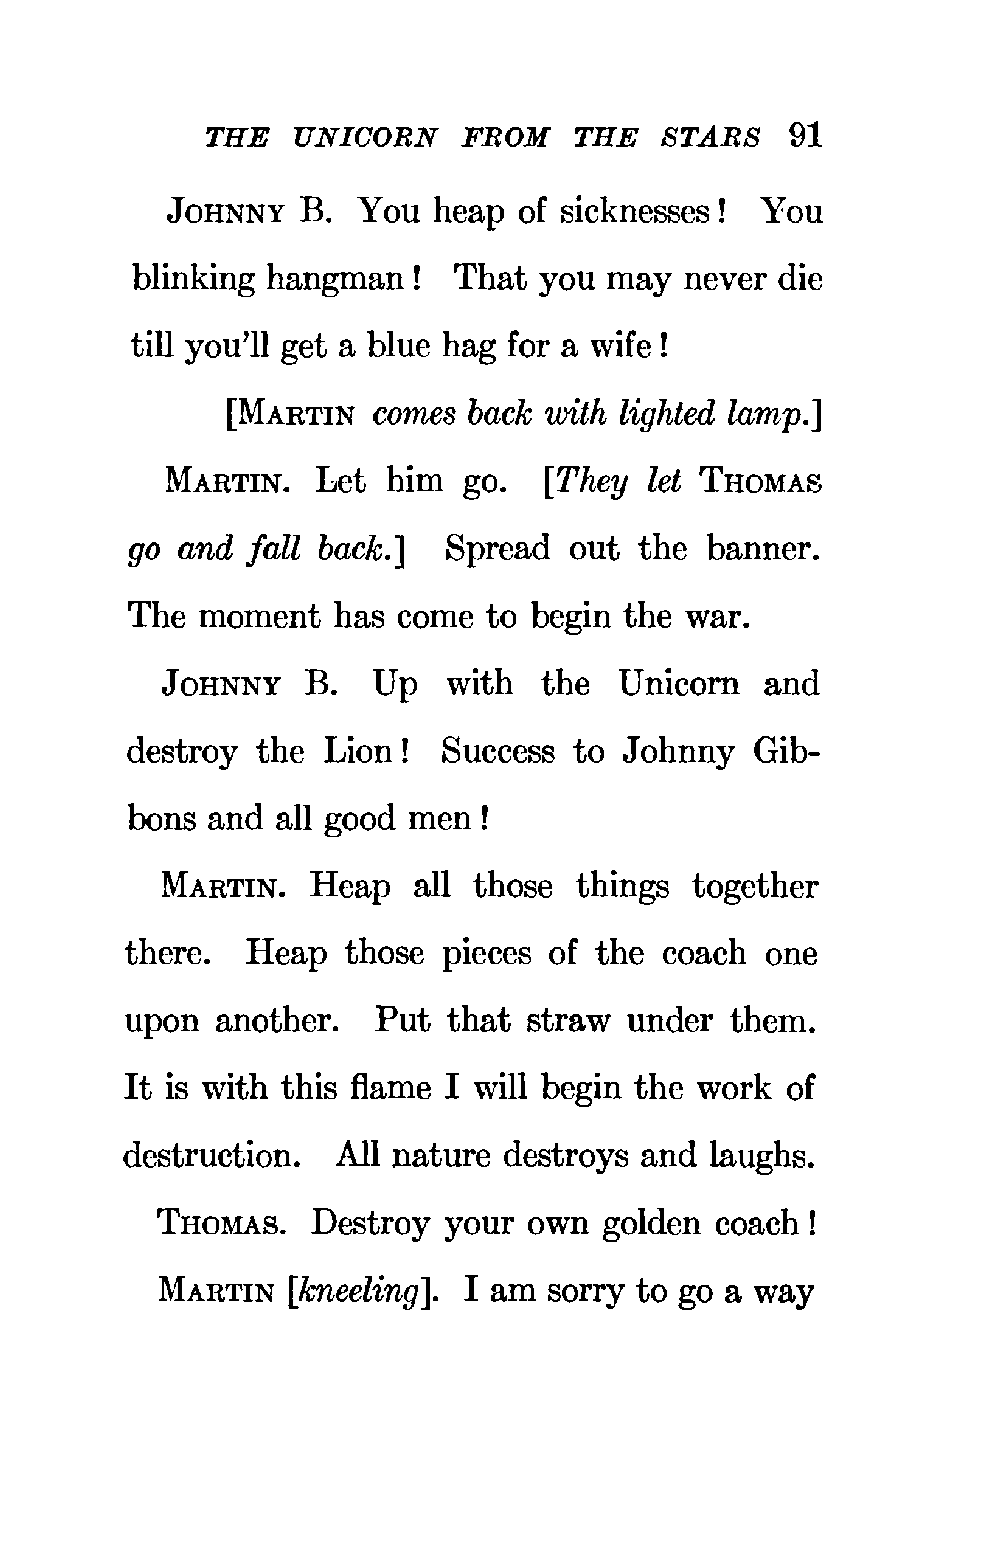 THE UNICORN FROM THE STARS 91
JOHNNY B. You heap of sicknesses! You
blinking hangman! That you may never die
till you'll get a blue hag for a wife!
[MARTIN comes back with lighted lamp.]
MARTIN. Let him go. [They let THOMAS
go and fall back.] Spread out the banner.
The moment has come to begin the war.
JOHNNY B. Up with the Unicorn and
destroy the Lion! Success to Johnny Gib-
bons and all good men!
MARTIN. Heap all those things together
there. Heap those pieces of the coach one
upon another. Put that straw under them.
It is with this flame I will begin the work of
destruction. All nature destroys and laughs.
THOMAS. Destroy your own golden coach!
MARTIN [kneeling]. I am sorry to go a way